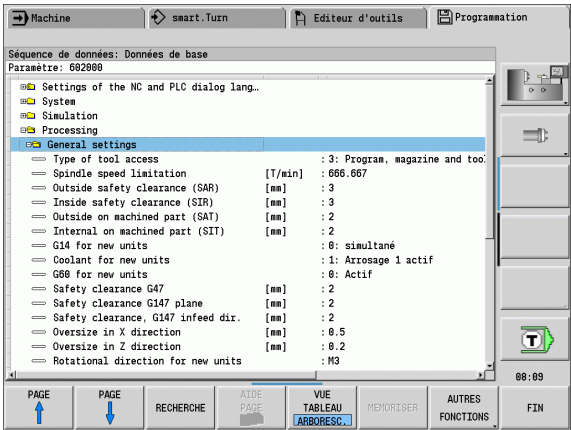 Machine
smart.Turn
Editeur d'outils
Programmation
Séquence de données: Données de base
Paramètre: 602000
Settings of the NC and PLC dialog lang…
System
Simulation
Processing
General settings
Type of tool access : 3: Program, magazine and tool
Spindle speed limitation [T/min] : 666.667
Outside safety clearance (SAR) [mm] : 3
Inside safety clearance (SIR) [mm] : 3
Outside on machined part (SAT) [mm] : 2
Internal on machined part (SIT) [mm] : 2
G14 for new units : 0: simultané
Coolant for new units : 1: Arrosage 1 actif
G60 for new units : 0: Actif
Safety clearance G47 [mm] : 2
Safety clearance G147 plane [mm] : 2
Safety clearance, G147 infeed dir. [mm] : 2
Oversize in X direction [mm] : 0.5
Oversize in Z direction [mm] : 0.2
Rotational direction for new units : M3
T
08:09
PAGE
PAGE
RECHERCHE
AIDE
PAGE
VUE
TABLEAU
ARBORESC.
MEMORISER
AUTRES
FONCTIONS
FIN